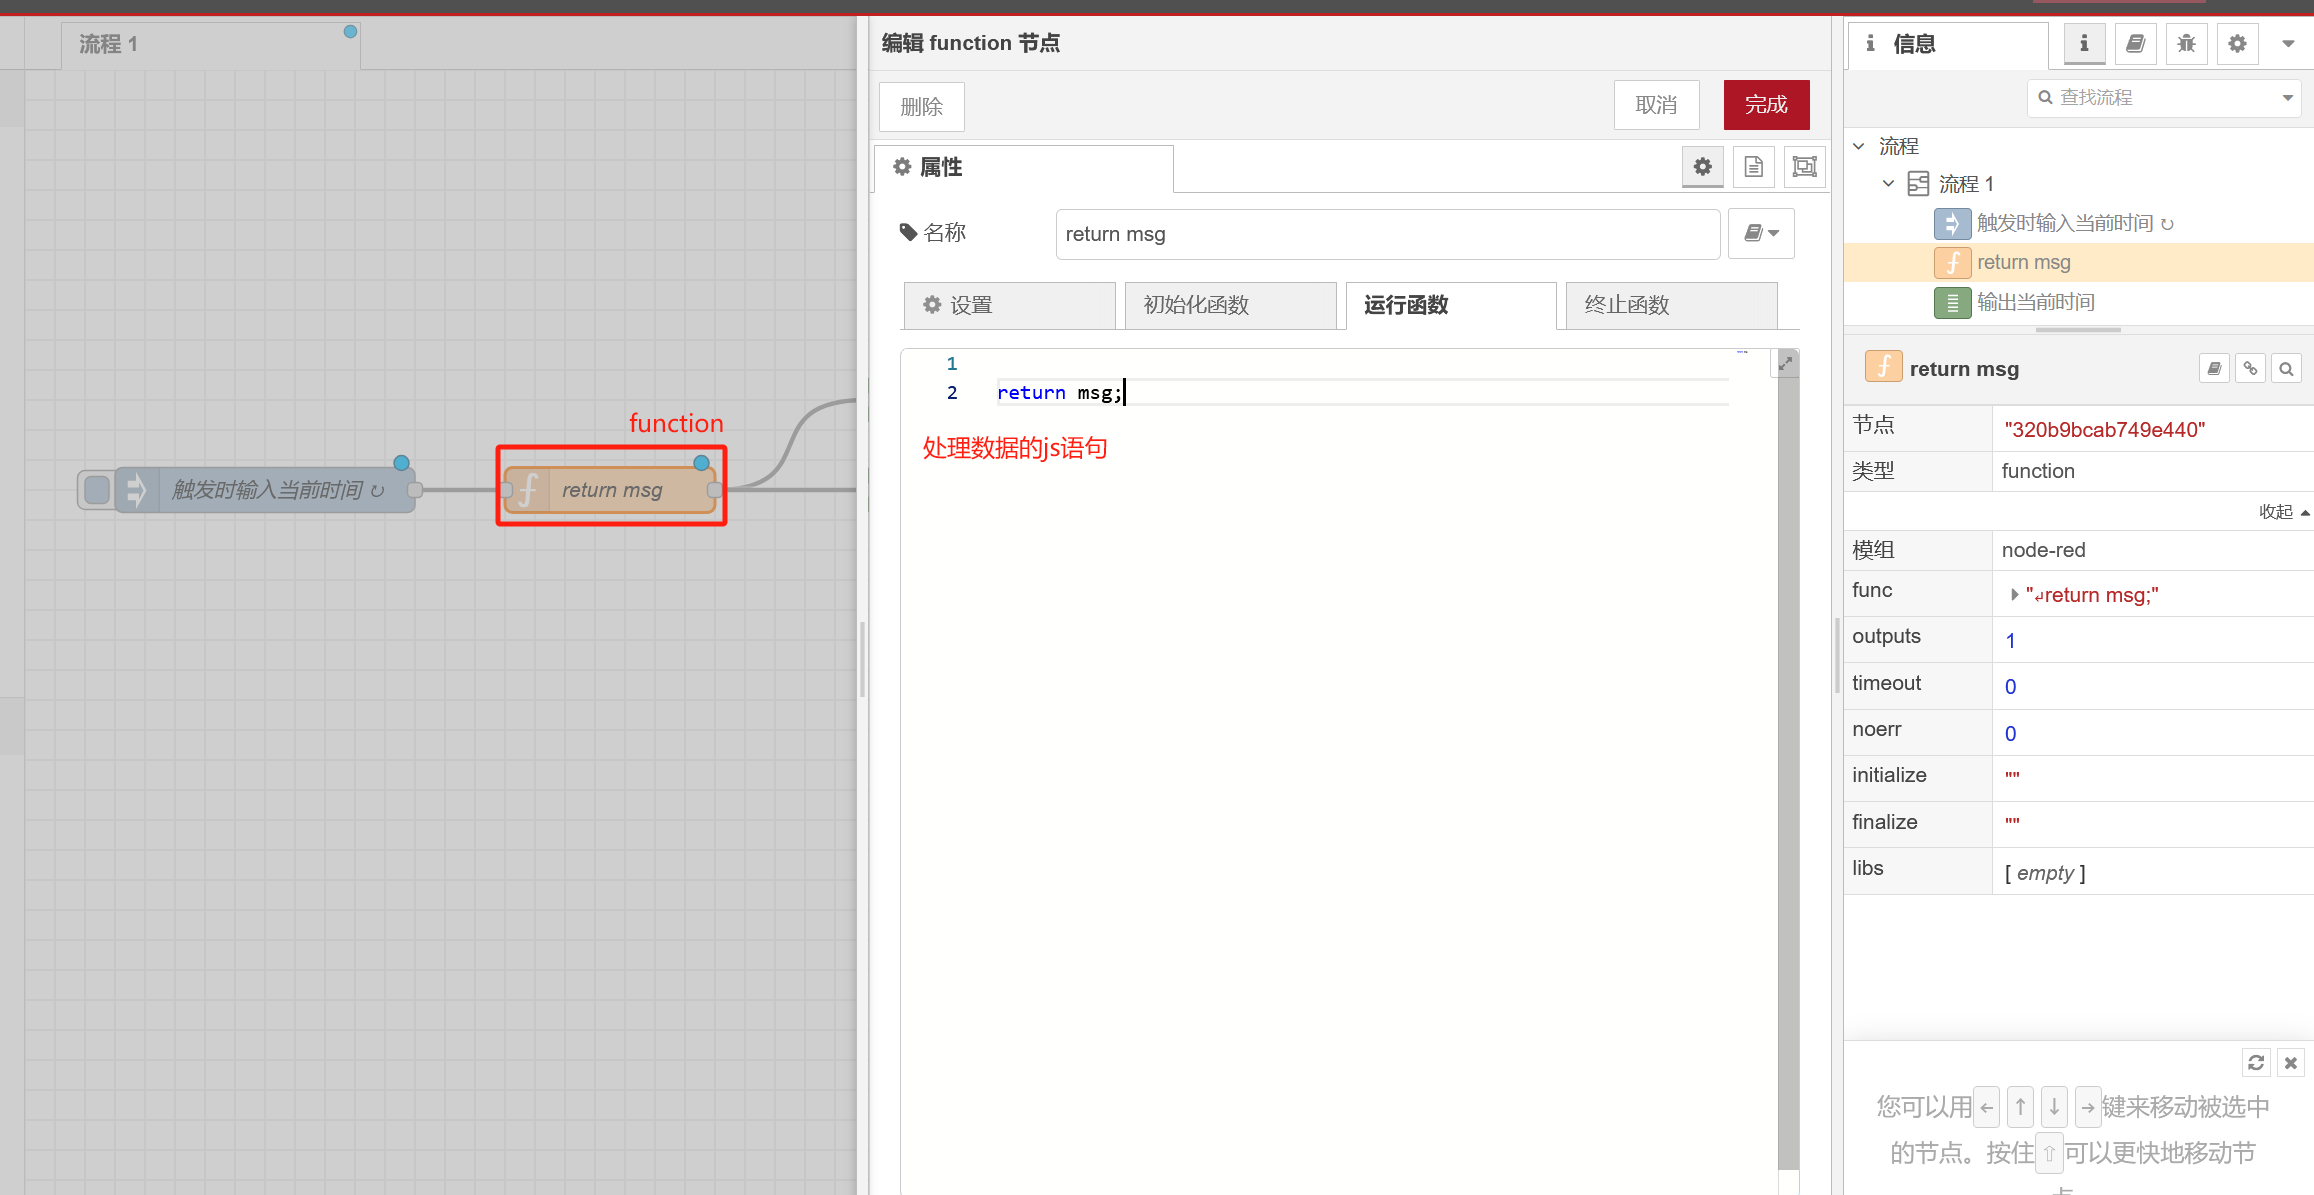 流程 1
function
触发时输入当前时间 ↻
return msg
编辑 function 节点
删除
取消
完成
属性
名称
return msg
设置
初始化函数
运行函数
终止函数
1
2 return msg;
处理数据的js语句
信息
查找流程
流程
流程 1
触发时输入当前时间 ↻
return msg
输出当前时间
return msg
节点 "320b9bcab749e440"
类型 function
收起
模组 node-red
func "↲return msg;"
outputs 1
timeout 0
noerr 0
initialize ""
finalize ""
libs [ empty ]
您可以用 ← ↑ ↓ → 键来移动被选中
的节点。按住 ⇧ 可以更快地移动节